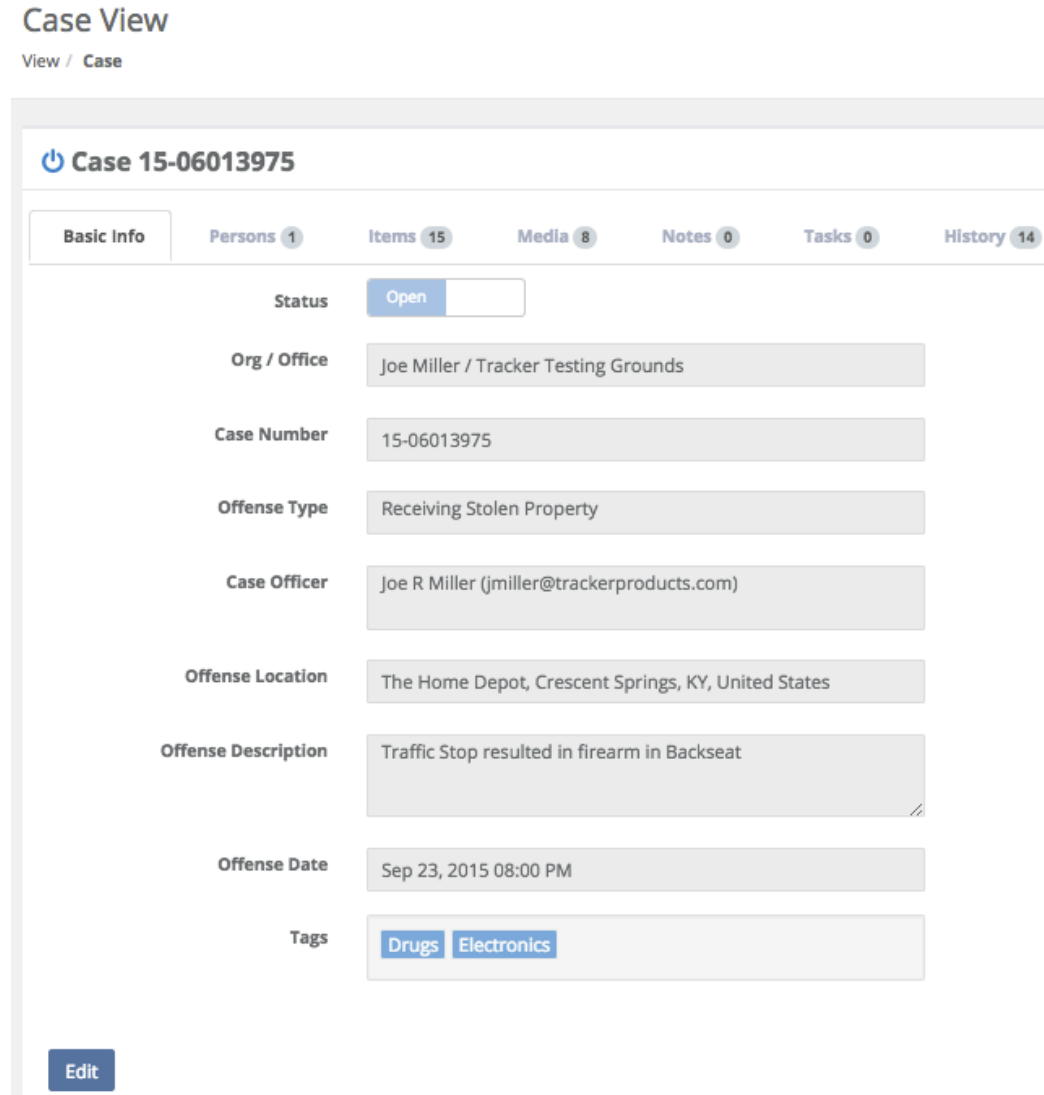 Case View
View / Case
Case 15-06013975
Basic Info Persons 1 Items 15 Media 8 Notes 0 Tasks 0 History 14
Status Open
Org / Office Joe Miller / Tracker Testing Grounds
Case Number 15-06013975
Offense Type Receiving Stolen Property
Case Officer Joe R Miller (jmiller@trackerproducts.com)
Offense Location The Home Depot, Crescent Springs, KY, United States
Offense Description Traffic Stop resulted in firearm in Backseat
Offense Date Sep 23, 2015 08:00 PM
Tags Drugs Electronics
Edit